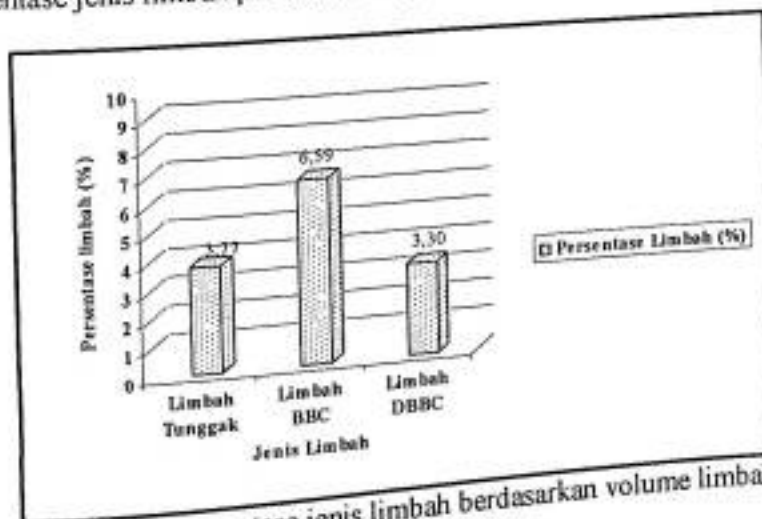 jenis
10
9
8
7
6
5
4
3
2
1
0
Persentase limbah (%)
6,59
3,30
Limbah Tunggak
Limbah BBC
Limbah DBBC
Jenis Limbah
Persentase Limbah (%)
jenis limbah berdasarkan volume